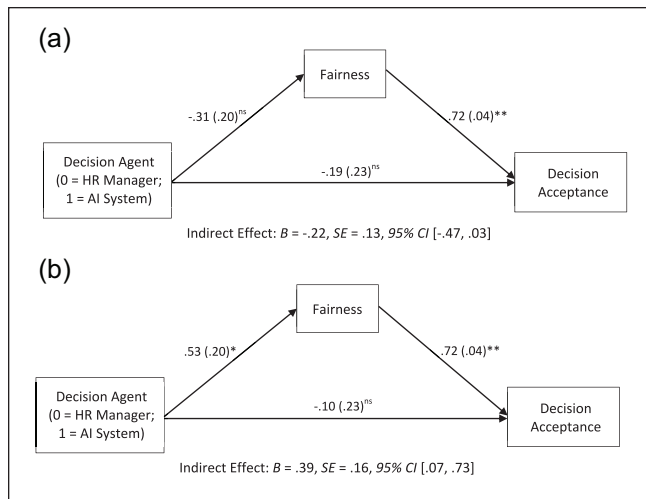 (a)
Fairness
-.31 (.20)ns
.72 (.04)**
Decision Agent
(0 = HR Manager;
1 = AI System)
-.19 (.23)ns
Decision
Acceptance
Indirect Effect: B = -.22, SE = .13, 95% CI [-.47, .03]
(b)
Fairness
.53 (.20)*
.72 (.04)**
Decision Agent
(0 = HR Manager;
1 = AI System)
-.10 (.23)ns
Decision
Acceptance
Indirect Effect: B = .39, SE = .16, 95% CI [.07, .73]